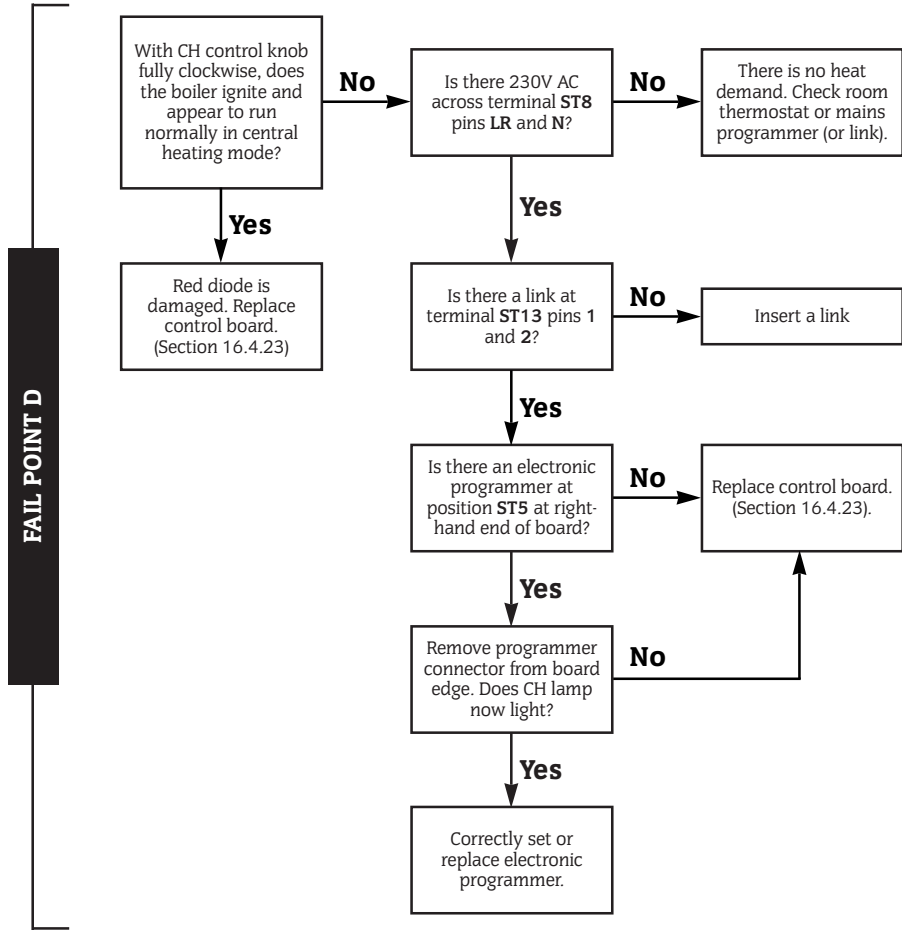 FAIL POINT D
With CH control knob
fully clockwise, does
the boiler ignite and
appear to run
normally in central
heating mode?
No
Is there 230V AC
across terminal ST8
pins LR and N?
No
There is no heat
demand. Check room
thermostat or mains
programmer (or link).
Yes
Red diode is
damaged. Replace
control board.
(Section 16.4.23)
Yes
Is there a link at
terminal ST13 pins 1
and 2?
No
Insert a link
Yes
Is there an electronic
programmer at
position ST5 at right-
hand end of board?
No
Replace control board.
(Section 16.4.23).
Yes
Remove programmer
connector from board
edge. Does CH lamp
now light?
No
Yes
Correctly set or
replace electronic
programmer.